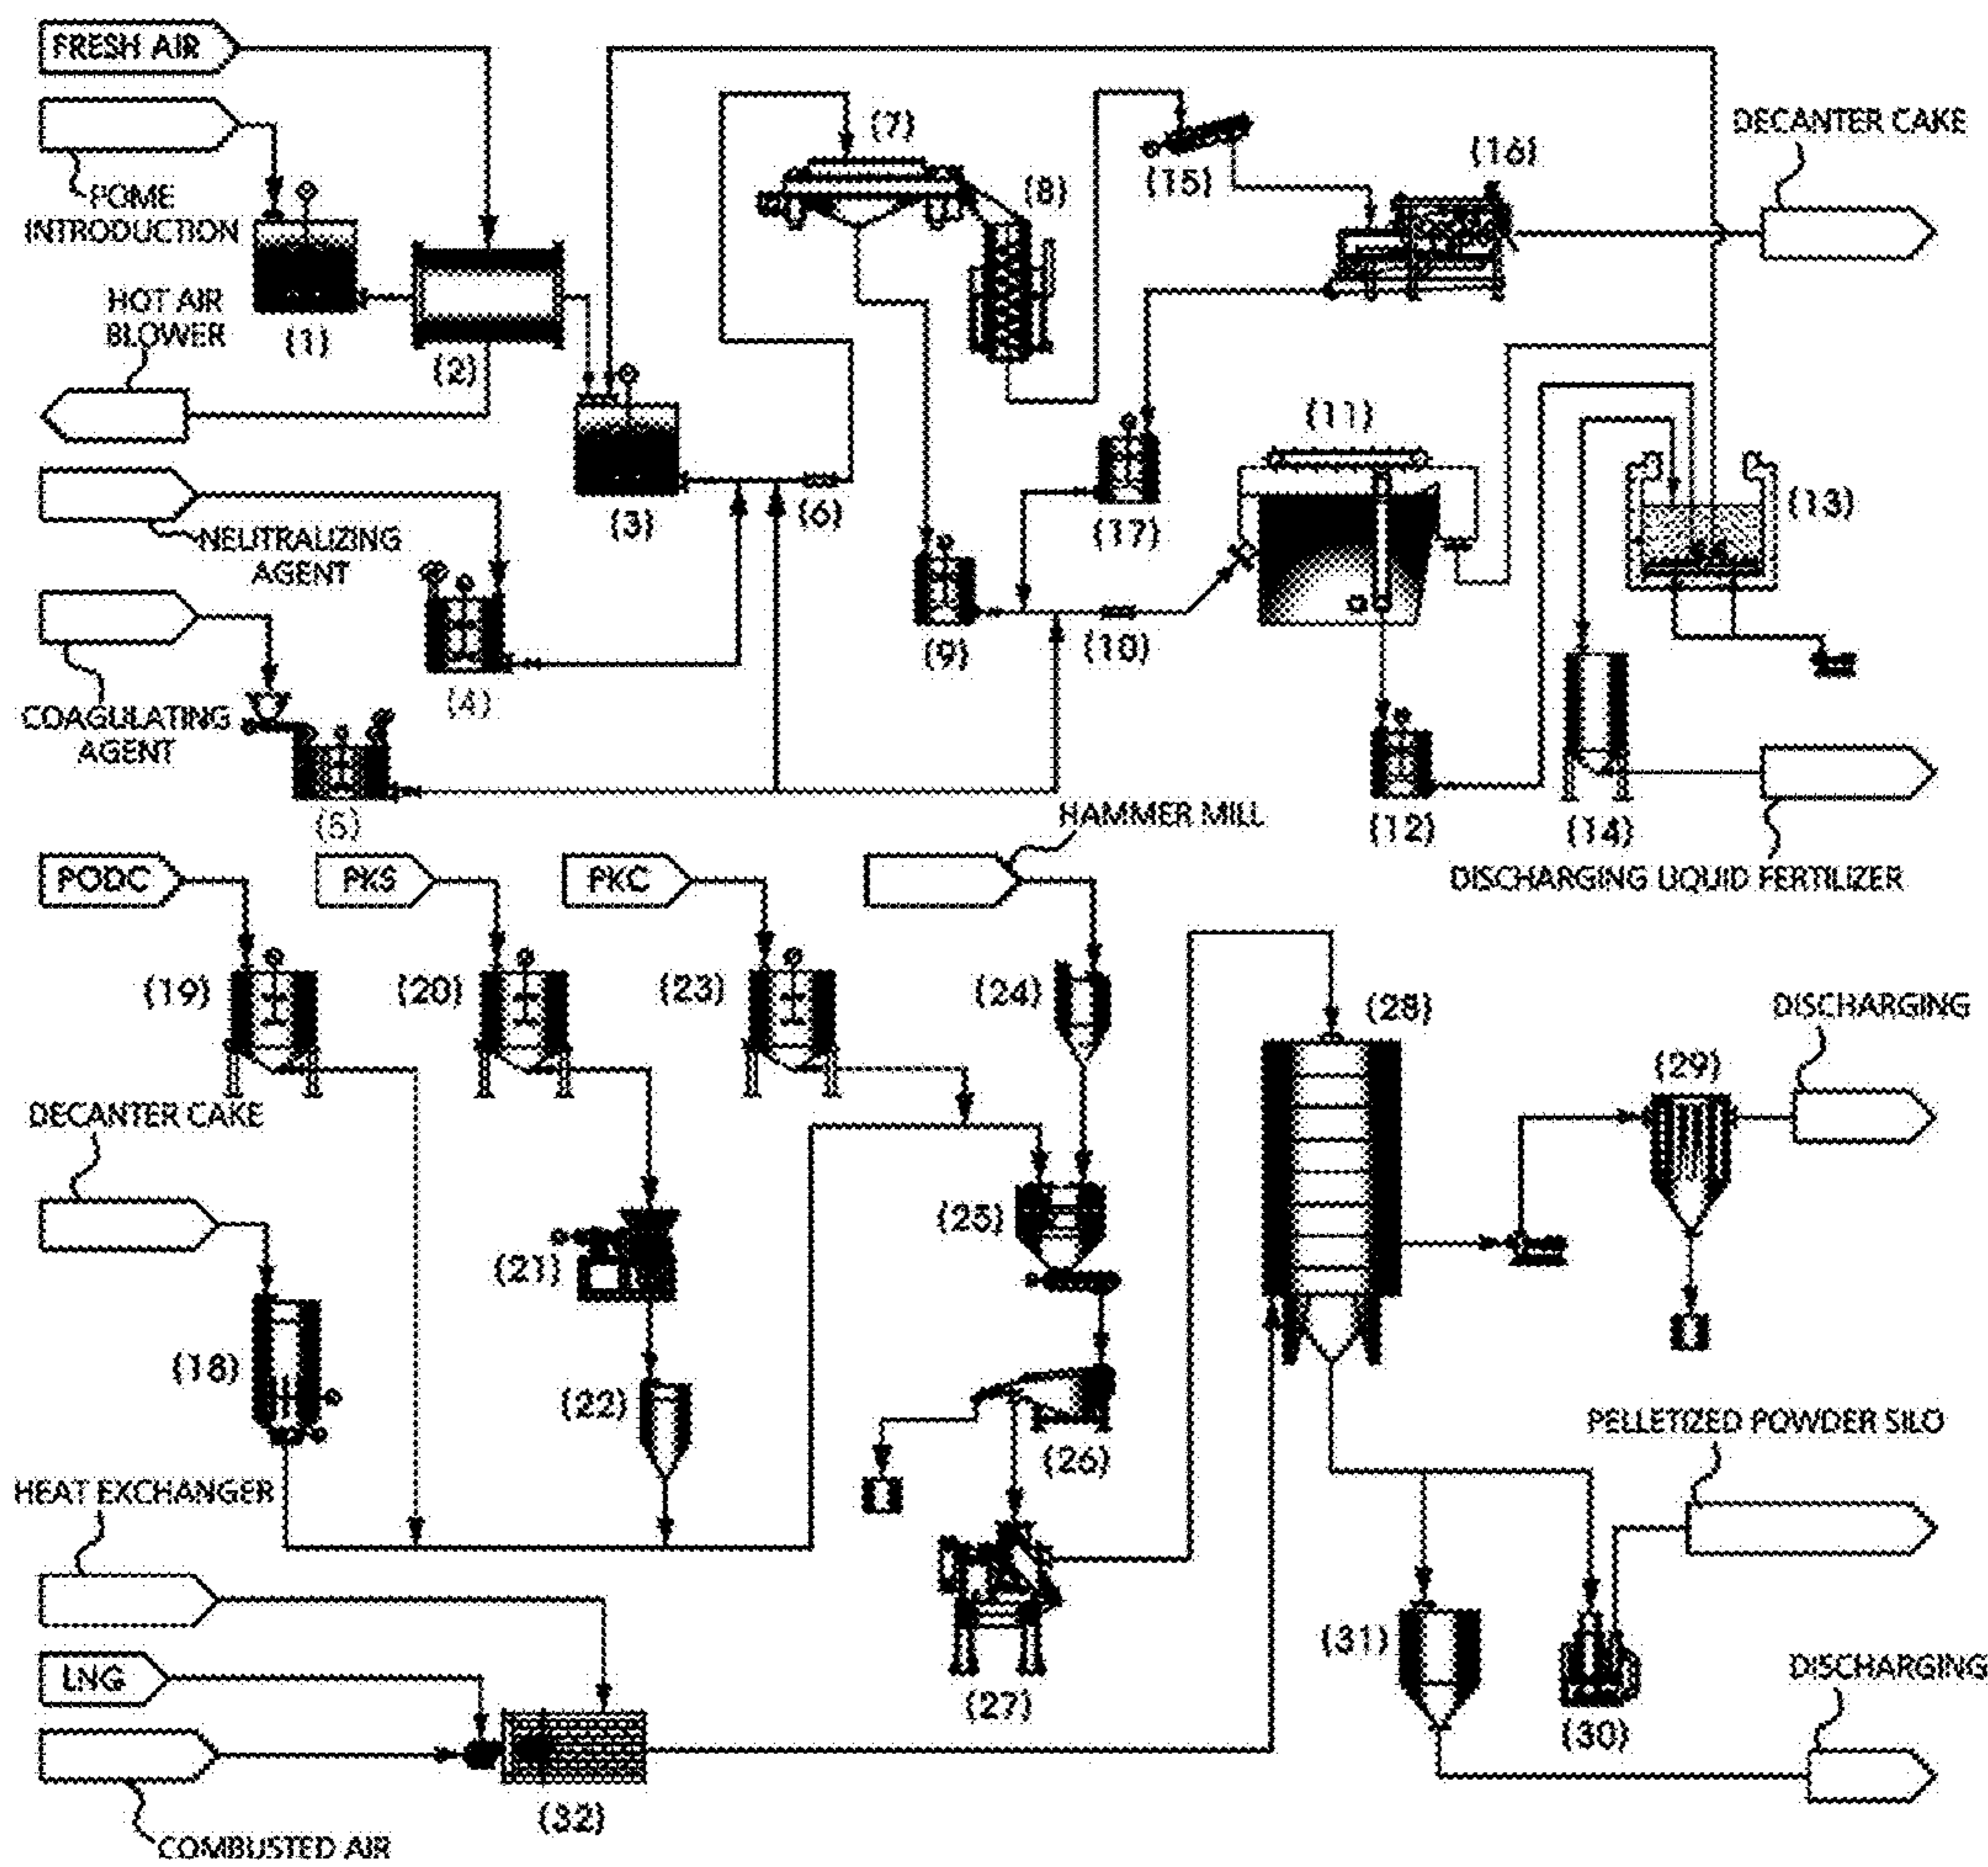 FRESH AIR
POME
INTRODUCTION
HOT AIR
BLOWER
NEUTRALIZING
AGENT
COAGULATING
AGENT
(1)
(2)
(3)
(4)
(5)
(6)
(7)
(8)
(9)
(10)
(11)
(12)
(13)
(14)
(15)
(16)
(17)
DECANTER CAKE
DISCHARGING LIQUID FERTILIZER
HAMMER MILL
PODC
PKS
PKC
(19)
(20)
(23)
(24)
(28)
DISCHARGING
(29)
DECANTER CAKE
(18)
(21)
(22)
(25)
(26)
(27)
PELLETIZED POWDER SILO
HEAT EXCHANGER
LNG
COMBUSTED AIR
(32)
(31)
(30)
DISCHARGING